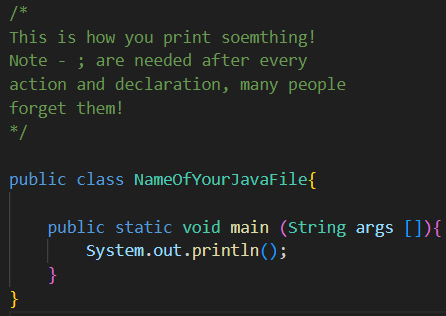 /*
This is how you print soemthing!
Note - ; are needed after every
action and declaration, many people
forget them!
*/
public class NameOfYourJavaFile{
public static void main (String args []){
System.out.println();
}
}